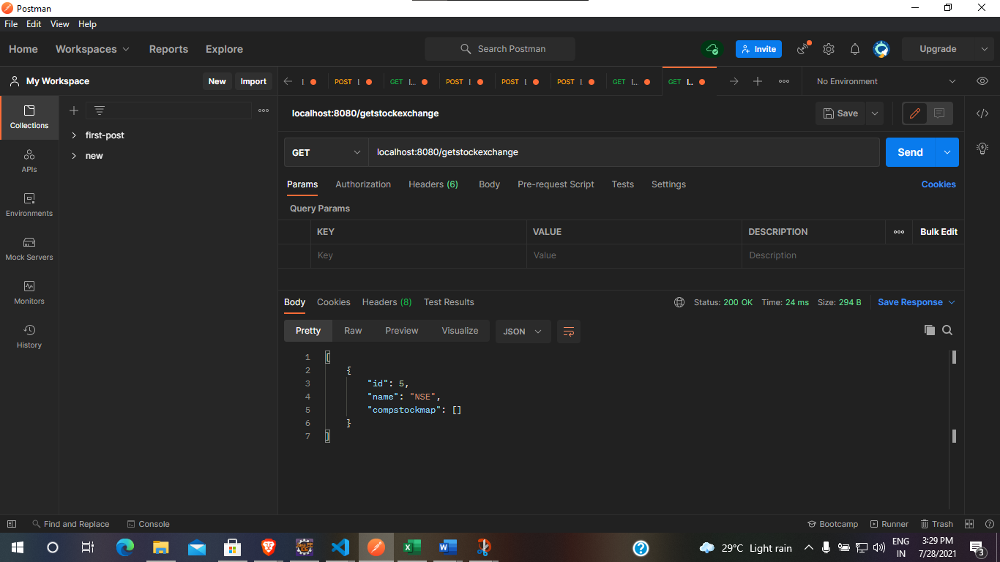 Postman
File Edit View Help
Home Workspaces Reports Explore Search Postman Invite Upgrade
My Workspace New Import POST GET POST POST POST GET GET No Environment
Collections
APIs
Environments
Mock Servers
Monitors
History
first-post
new
localhost:8080/getstockexchange Save
GET localhost:8080/getstockexchange Send
Params Authorization Headers (6) Body Pre-request Script Tests Settings Cookies
Query Params
KEY VALUE DESCRIPTION Bulk Edit
Key Value Description
Body Cookies Headers (8) Test Results Status: 200 OK Time: 24 ms Size: 294 B Save Response
Pretty Raw Preview Visualize JSON
1 [
2 {
3 "id": 5,
4 "name": "NSE",
5 "compstockmap": []
6 }
7 ]
Find and Replace Console Bootcamp Runner Trash
Java EE
IDE
29°C Light rain
ENG
IN
3:29 PM
7/28/2021
3